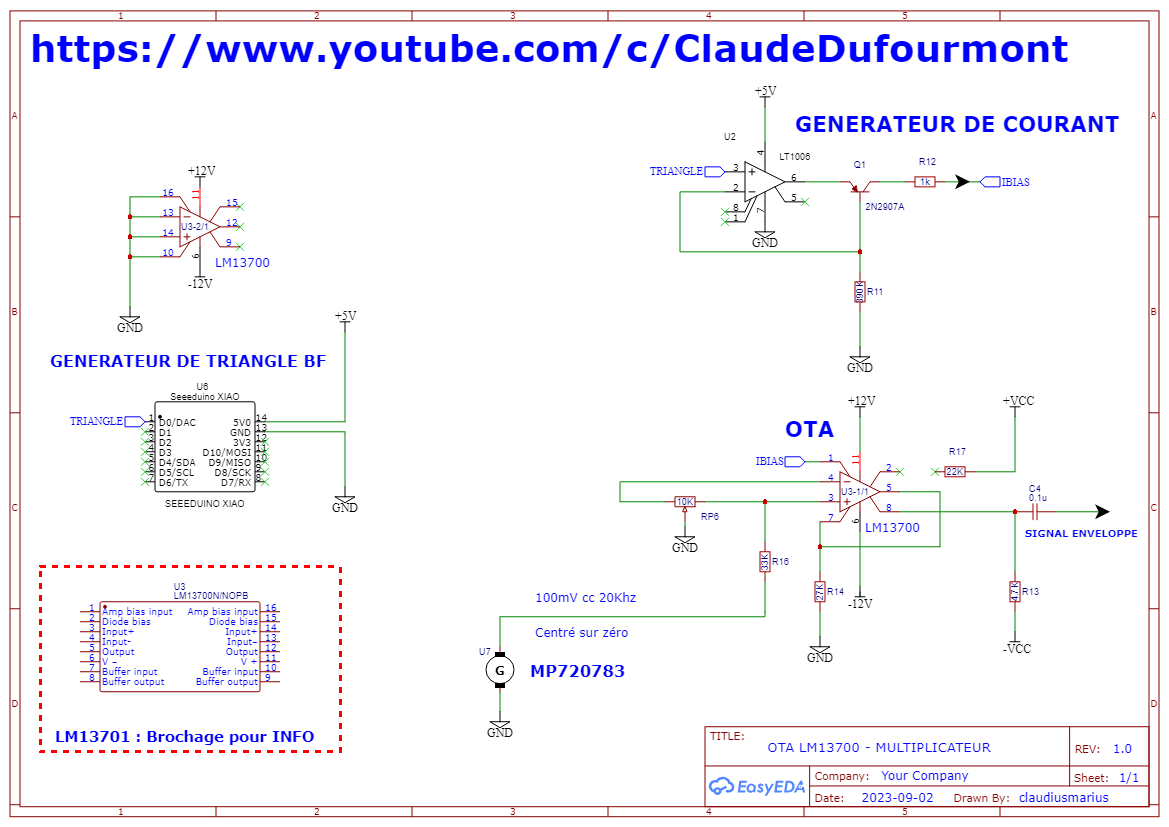 1 2 3 4 5
https://www.youtube.com/c/ClaudeDufourmont
A A
+5V
GENERATEUR DE COURANT
U2
LT1006
4
TRIANGLE 3 +
2 −
6
8
1
7
5
GND
Q1
2N2907A
R12
1k
IBIAS
+12V
11
16
13
14
10
−
+
U3-2/1
15
12
9
6
LM13700
-12V
GND
R11
390K
GND
B B
+5V
GENERATEUR DE TRIANGLE BF
U6
Seeeduino XIAO
TRIANGLE
1 D0/DAC 5V0 14
2 D1 GND 13
3 D2 3V3 12
4 D3 D10/MOSI 11
5 D4/SDA D9/MISO 10
6 D5/SCL D8/SCK 9
7 D6/TX D7/RX 8
SEEEDUINO XIAO
GND
+12V
+VCC
OTA
R17
22K
IBIAS 1
11
4 −
3 +
7
U3-1/1
2
5
8
6
LM13700
C4
0.1u
SIGNAL ENVELOPPE
C C
10K
RP6
GND
33K
R16
27K
R14
-12V
GND
4.7K
R13
-VCC
100mV cc 20Khz
Centré sur zéro
U7
G
MP720783
GND
U3
LM13700N/NOPB
1 Amp bias input Amp bias input 16
2 Diode bias Diode bias 15
3 Input+ Input+ 14
4 Input- Input− 13
5 Output Output 12
6 V − V + 11
7 Buffer input Buffer input 10
8 Buffer output Buffer output 9
LM13701 : Brochage pour INFO
D D
TITLE:
OTA LM13700 - MULTIPLICATEUR
REV: 1.0
EasyEDA
Company: Your Company
Sheet: 1/1
Date: 2023-09-02 Drawn By: claudiusmarius
1 2 3 4 5